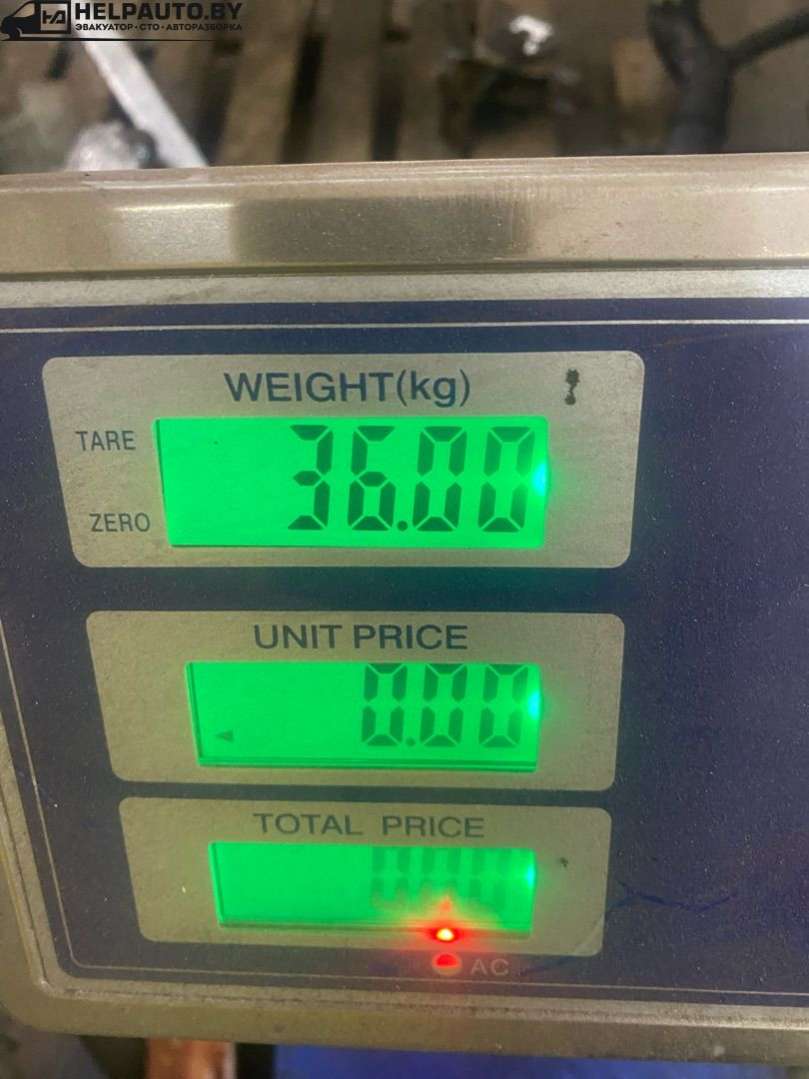 HELPAUTO.BY
ЭВАКУАТОР • СТО • АВТОРАЗБОРКА
WEIGHT(kg)
TARE
36.00
ZERO
UNIT PRICE
0.00
TOTAL PRICE
AC